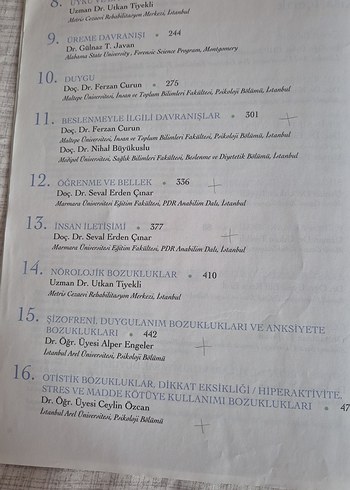 8. UYKU VE
Uzman Dr. Utkan Tiyekli
Metris Cezaevi Rehabilitasyon Merkezi, İstanbul
9. ÜREME DAVRANIŞI • 244
Dr. Gülnaz T. Javan
Alabama State University, Forensic Science Program, Montgomery
10. DUYGU
Doç. Dr. Ferzan Curun • 275
Maltepe Üniversitesi, İnsan ve Toplum Bilimleri Fakültesi, Psikoloji Bölümü, İstanbul
11. BESLENMEYLE İLGİLİ DAVRANIŞLAR • 301
Doç. Dr. Ferzan Curun
Maltepe Üniversitesi, İnsan ve Toplum Bilimleri Fakültesi, Psikoloji Bölümü, İstanbul
Doç. Dr. Nihal Büyükuslu
Medipol Üniversitesi, Sağlık Bilimleri Fakültesi, Beslenme ve Diyetetik Bölümü, İstanbul
12. ÖĞRENME VE BELLEK • 336
Doç. Dr. Seval Erden Çınar
Marmara Üniversitesi Eğitim Fakültesi, PDR Anabilim Dalı, İstanbul
13. İNSAN İLETİŞİMİ • 377
Doç. Dr. Seval Erden Çınar
Marmara Üniversitesi Eğitim Fakültesi, PDR Anabilim Dalı, İstanbul
14. NÖROLOJİK BOZUKLUKLAR • 410
Uzman Dr. Utkan Tiyekli
Metris Cezaevi Rehabilitasyon Merkezi, İstanbul
15. ŞİZOFRENİ, DUYGULANIM BOZUKLUKLARI VE ANKSİYETE
BOZUKLUKLARI • 442
Dr. Öğr. Üyesi Alper Engeler
İstanbul Arel Üniversitesi, Psikoloji Bölümü
16. OTİSTİK BOZUKLUKLAR, DİKKAT EKSİKLİĞİ / HİPERAKTİVİTE,
STRES VE MADDE KÖTÜYE KULLANIMI BOZUKLUKLARI • 47
Dr. Öğr. Üyesi Ceylin Özcan
İstanbul Arel Üniversitesi, Psikoloji Bölümü